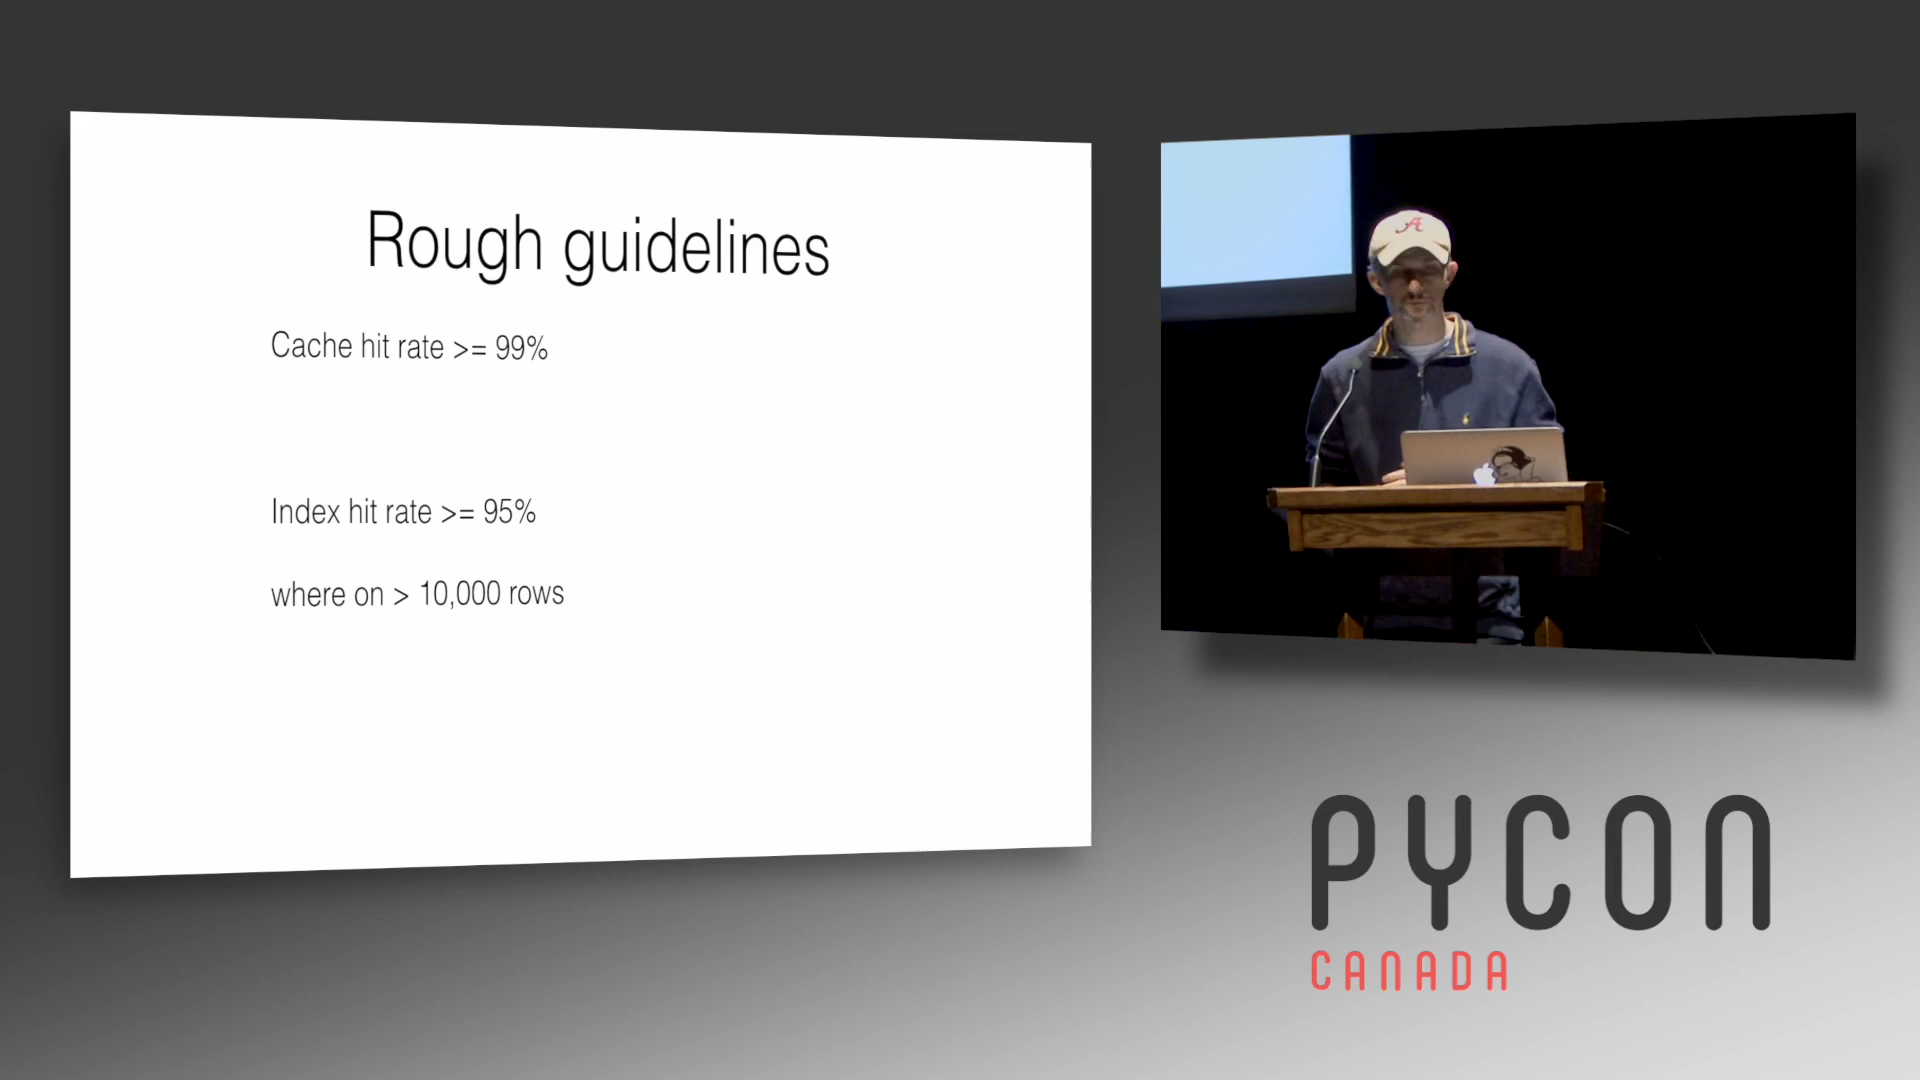 Rough guidelines
Cache hit rate >= 99%
Index hit rate >= 95%
where on > 10,000 rows
A
PYCON
CANADA